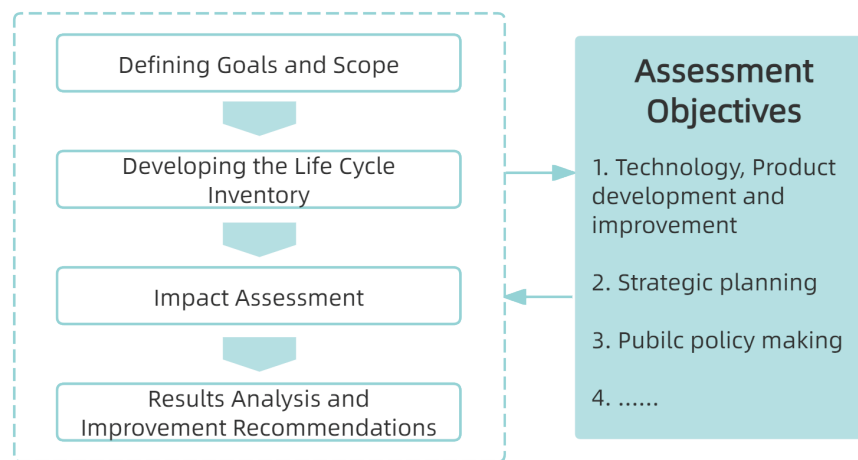 Defining Goals and Scope
Developing the Life Cycle
Inventory
Impact Assessment
Results Analysis and
Improvement Recommendations
Assessment
Objectives
1. Technology, Product
development and
improvement
2. Strategic planning
3. Pubilc policy making
4. ......